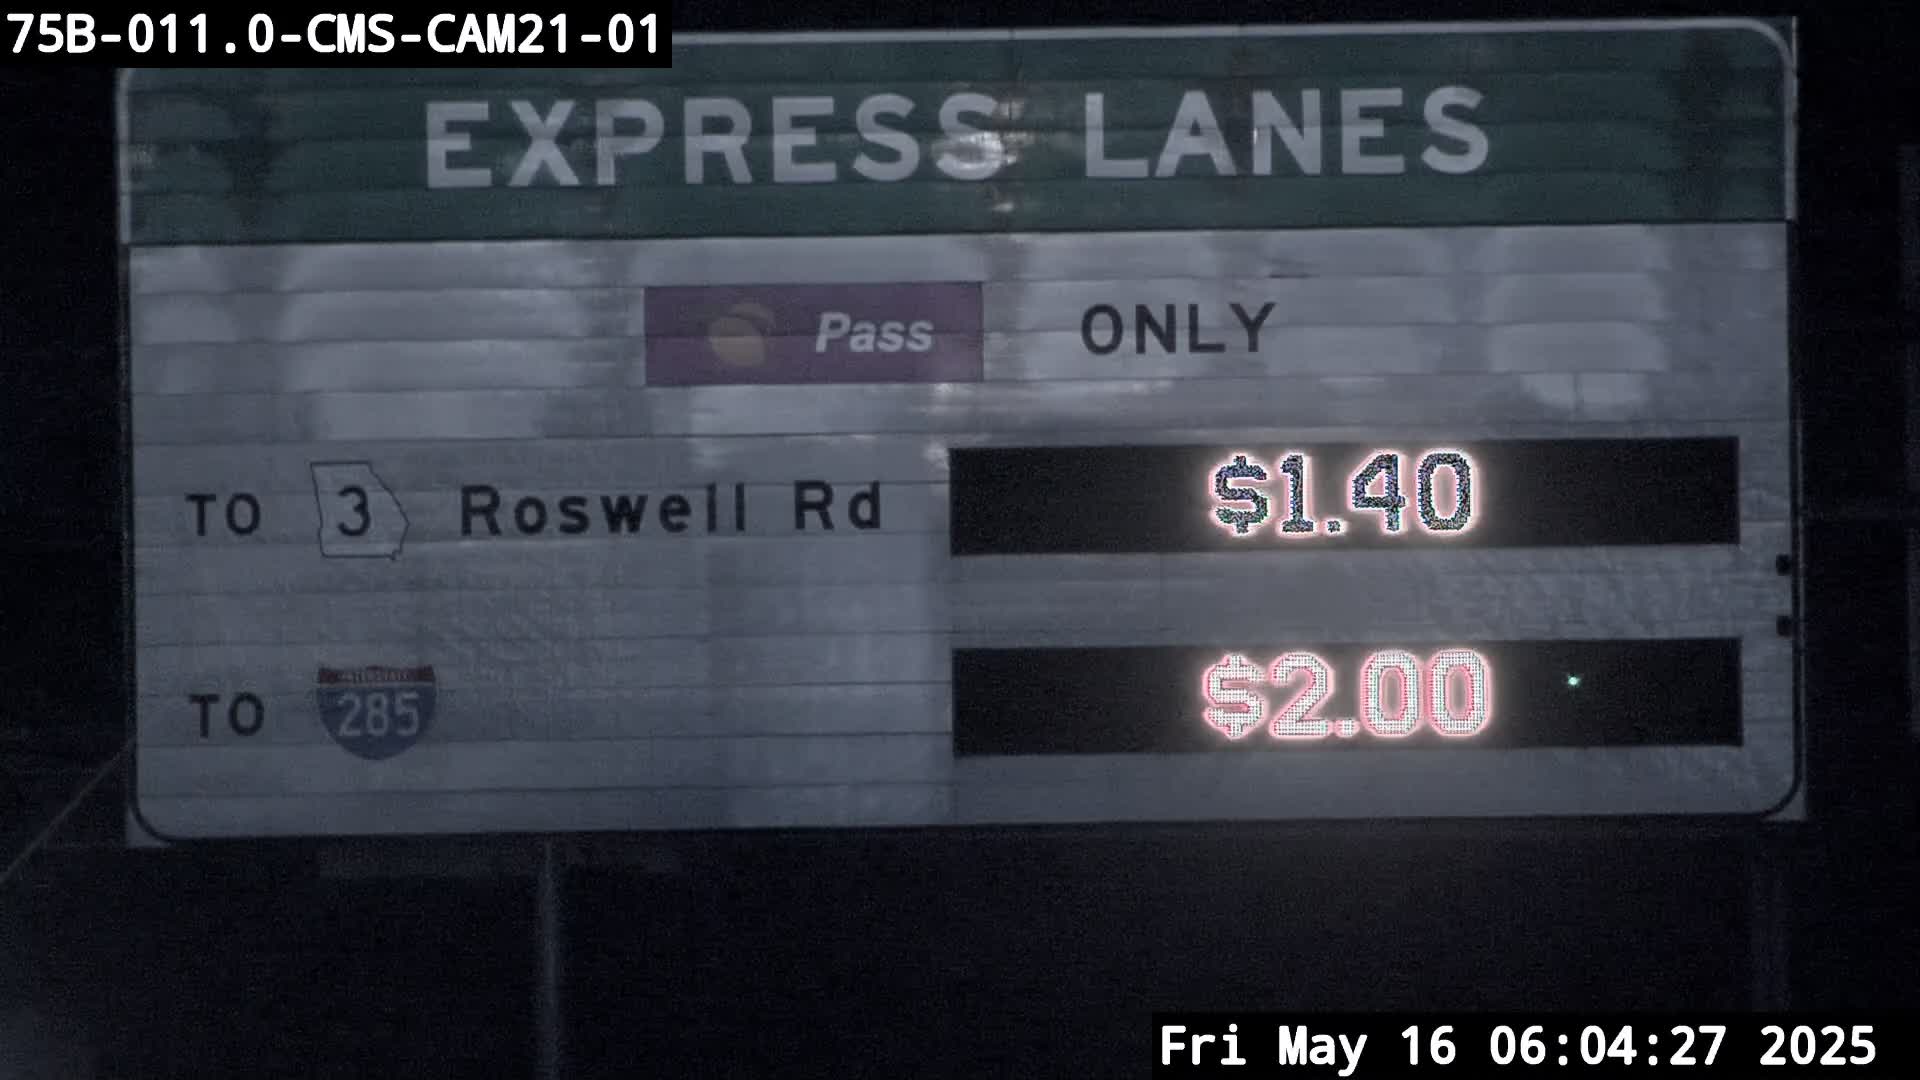 75B-011.0-CMS-CAM21-01
EXPRESS LANES
Pass ONLY
TO 3 Roswell Rd $1.40
TO 285 $2.00
Fri May 16 06:04:27 2025